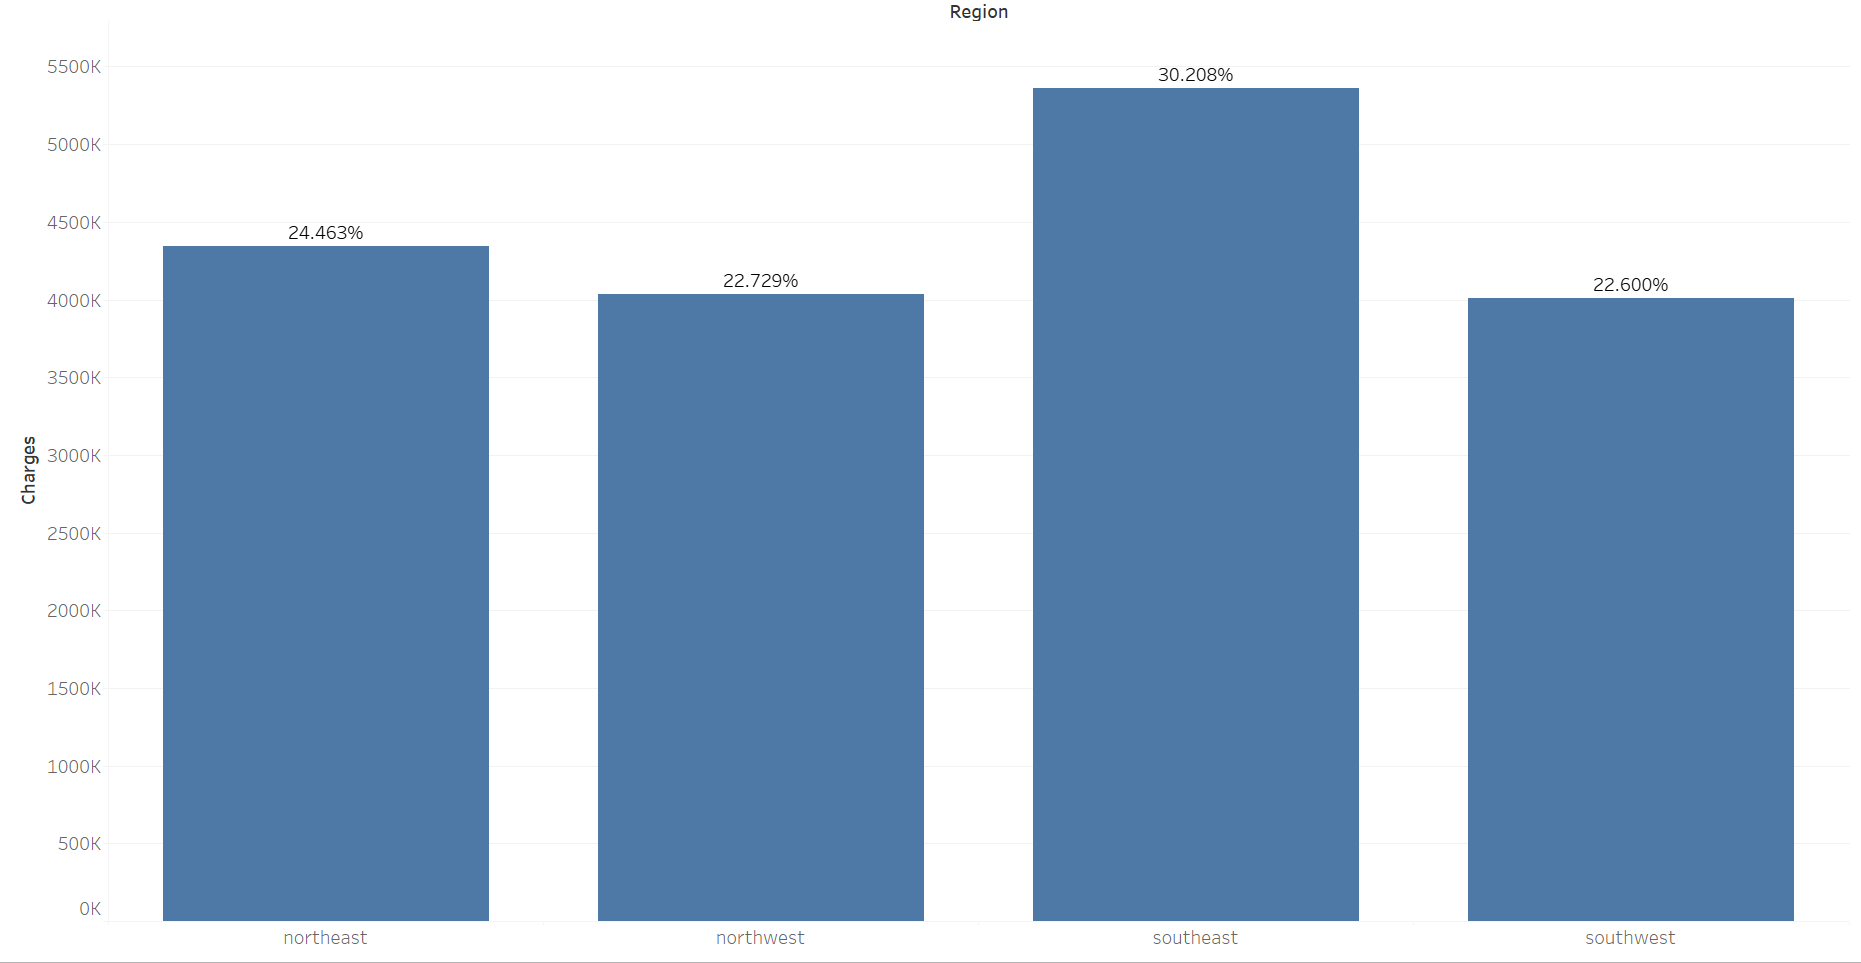 Region
5500K
5000K
4500K
4000K
3500K
3000K
2500K
2000K
1500K
1000K
500K
0K
Charges
24.463%
22.729%
30.208%
22.600%
northeast
northwest
southeast
southwest